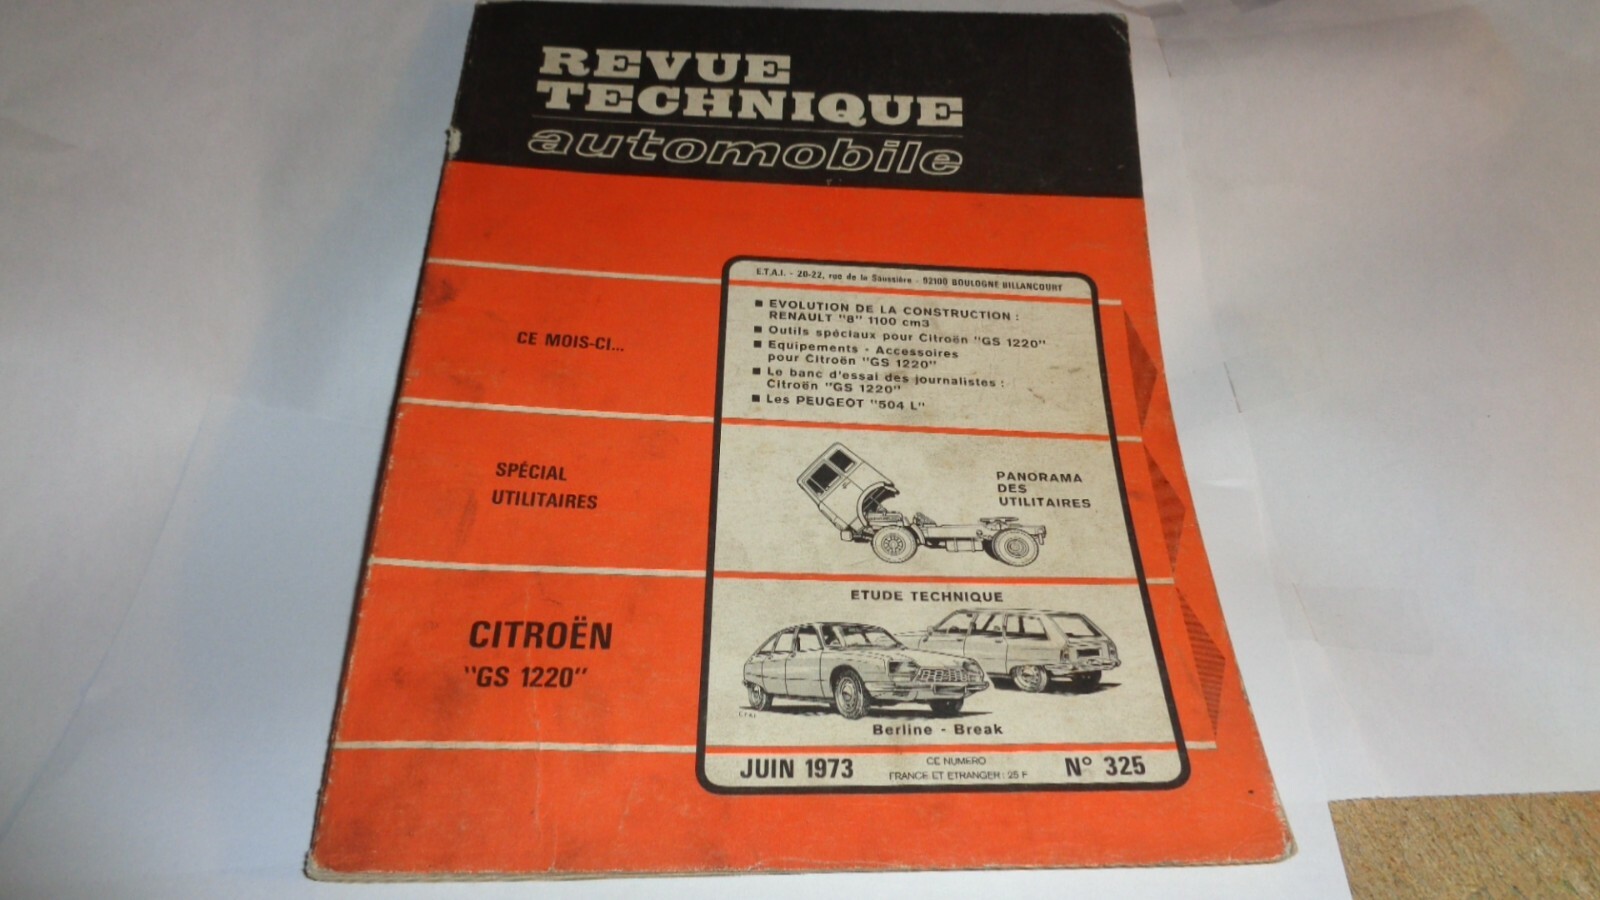 REVUE
TECHNIQUE
automobile
E.T.A.I. - 20-22, rue de la Saussière - 92100 BOULOGNE BILLANCOURT
CE MOIS-CI...
■ EVOLUTION DE LA CONSTRUCTION :
RENAULT "8" 1100 cm3
■ Outils spéciaux pour Citroën "GS 1220"
■ Equipements - Accessoires
pour Citroën "GS 1220"
■ Le banc d'essai des journalistes :
Citroën "GS 1220"
■ Les PEUGEOT "504 L"
SPÉCIAL
UTILITAIRES
PANORAMA
DES
UTILITAIRES
CITROËN
"GS 1220"
ETUDE TECHNIQUE
ETAI
Berline - Break
JUIN 1973
CE NUMERO
FRANCE ET ETRANGER : 25 F
N° 325